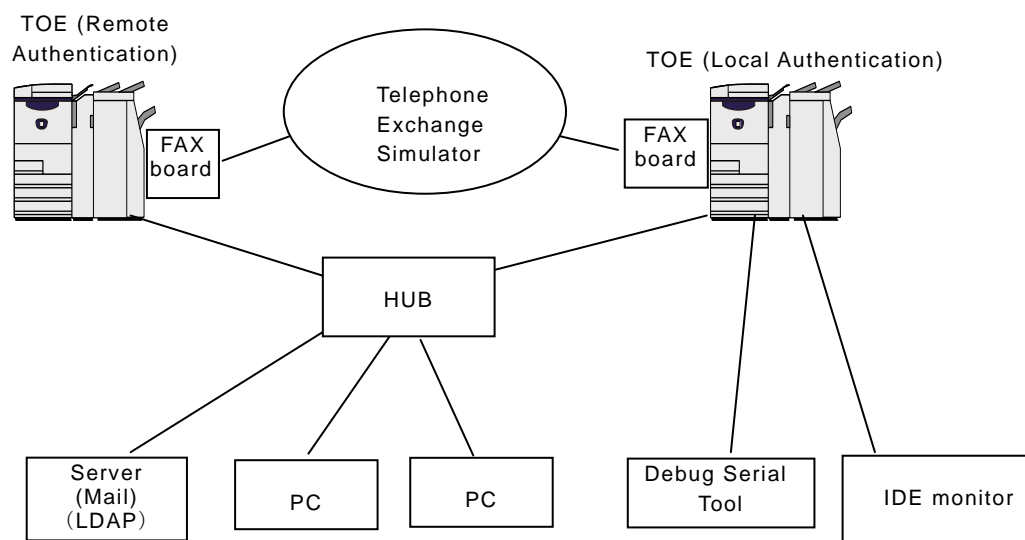 TOE (Remote
Authentication)
TOE (Local Authentication)
Telephone
Exchange
Simulator
FAX
board
FAX
board
HUB
Server
(Mail)
（LDAP）
PC
PC
Debug Serial
Tool
IDE monitor